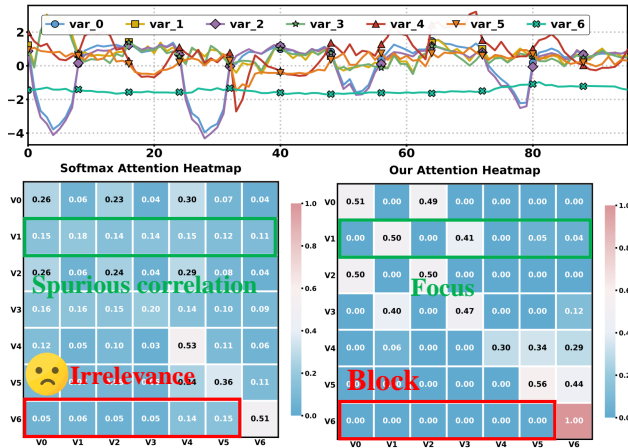 var_0 var_1 var_2 var_3 var_4 var_5 var_6
2
0
−2
−4
0 20 40 60 80
Softmax Attention Heatmap Our Attention Heatmap
V0 0.26 0.06 0.23 0.04 0.30 0.07 0.04
V1 0.15 0.18 0.14 0.14 0.15 0.12 0.11
V2 0.26 0.06 0.24 0.04 0.29 0.08 0.04
Spurious correlation
V3 0.16 0.16 0.15 0.20 0.14 0.09 0.10
V4 0.12 0.05 0.10 0.03 0.53 0.11 0.06
V5 0.24 0.36 0.11
Irrelevance
V6 0.05 0.06 0.05 0.05 0.14 0.15 0.51
V0 V1 V2 V3 V4 V5 V6
1.0
0.8
0.6
0.4
0.2
0.0
V0 0.51 0.00 0.49 0.00 0.00 0.00 0.00
V1 0.00 0.50 0.00 0.41 0.00 0.05 0.04
V2 0.50 0.00 0.50 0.00 0.00 0.00 0.00
Focus
V3 0.00 0.40 0.00 0.47 0.00 0.00 0.12
V4 0.00 0.06 0.00 0.00 0.30 0.34 0.29
V5 0.00 0.56 0.44
Block
V6 0.00 0.00 0.00 0.00 0.00 0.00 1.00
V0 V1 V2 V3 V4 V5 V6
1.0
0.8
0.6
0.4
0.2
0.0